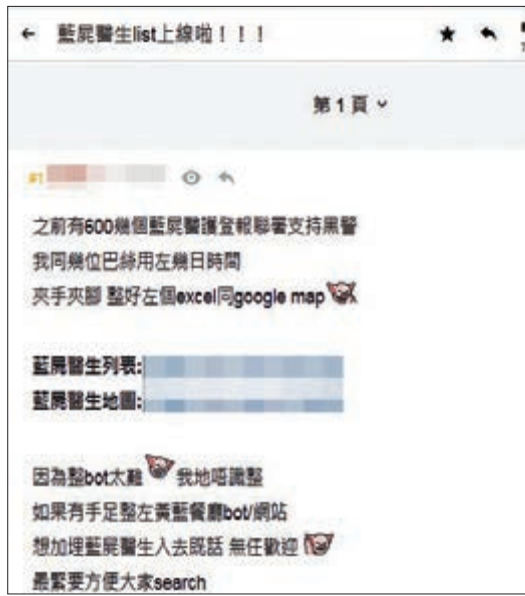 藍屍醫生list上線啦！！！
第 1 頁
#1
之前有600幾個藍屍醫護登報聯署支持黑警
我同幾位巴絲用左幾日時間
夾手夾腳 整好左個excel同google map
藍屍醫生列表:
藍屍醫生地圖:
因為整bot太難 我地唔識整
如果有手足整左黃藍餐廳bot/網站
想加埋藍屍醫生入去既話 無任歡迎
最緊要方便大家search